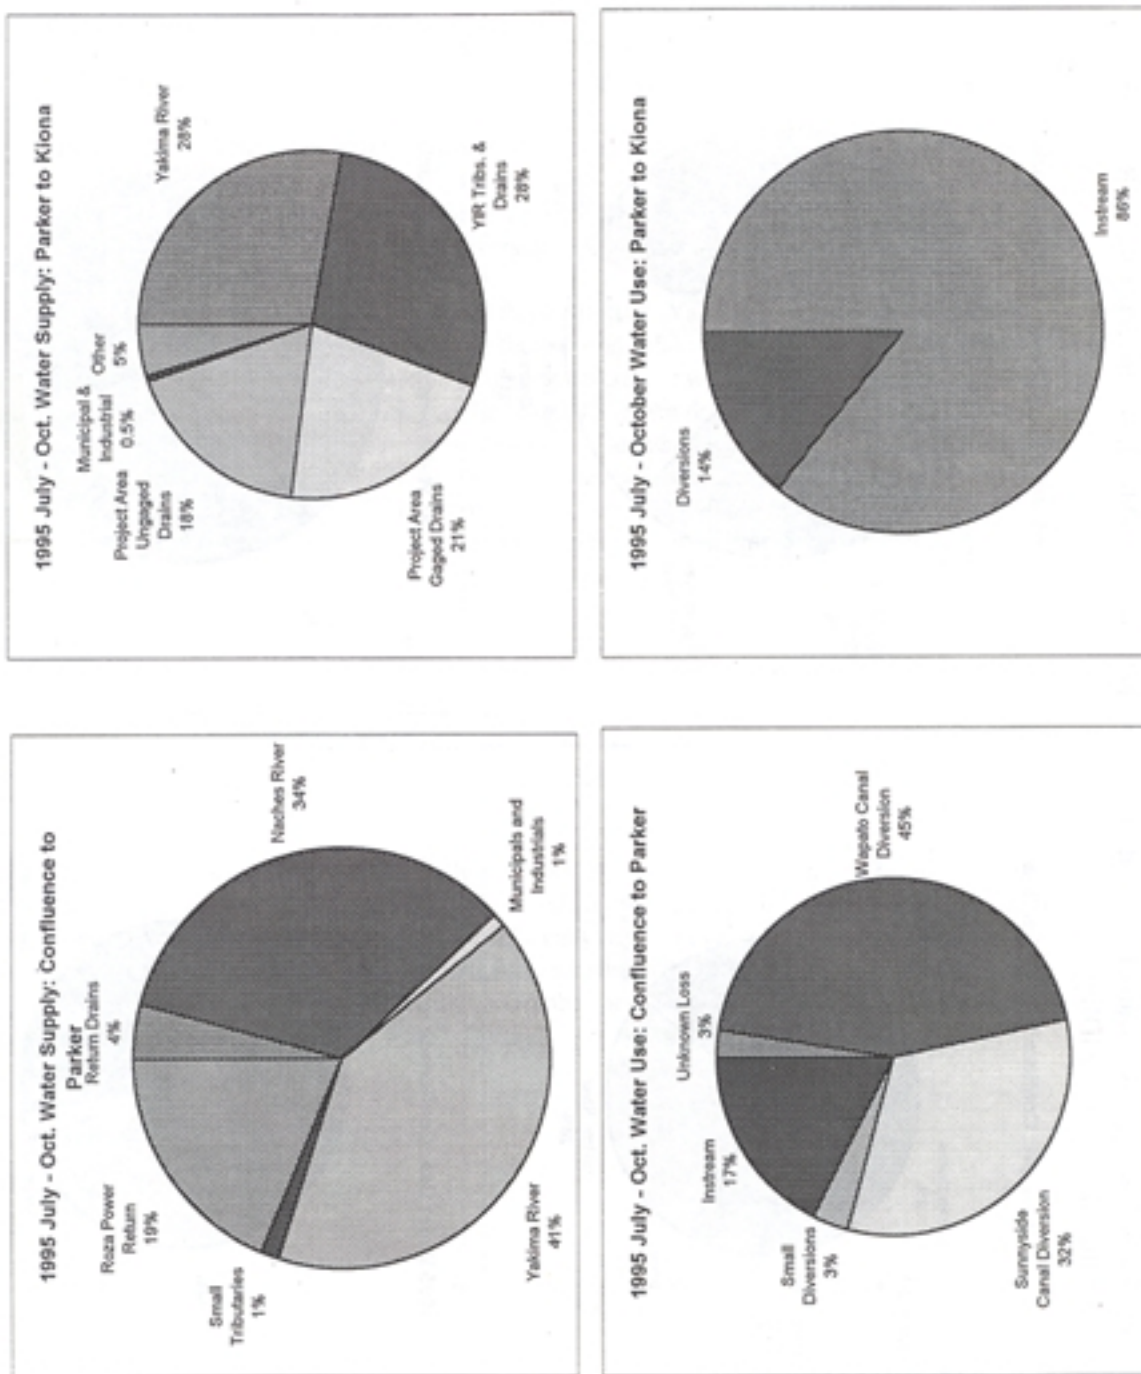 1995 July - Oct. Water Supply: Confluence to
Parker
Return Drains
4%
Naches River
34%
Municipals and
Industrials
1%
Yakima River
41%
Small
Tributaries
1%
Roza Power
Return
19%
1995 July - Oct. Water Supply: Parker to Kiona
Yakima River
28%
YIR Tribs. &
Drains
28%
Project Area
Gaged Drains
21%
Project Area
Ungaged
Drains
18%
Municipal &
Industrial
0.5%
Other
5%
1995 July - Oct. Water Use: Confluence to Parker
Unknown Loss
3%
Wapato Canal
Diversion
45%
Sunnyside
Canal Diversion
32%
Small
Diversions
3%
Instream
17%
1995 July - October Water Use: Parker to Kiona
Diversions
14%
Instream
86%